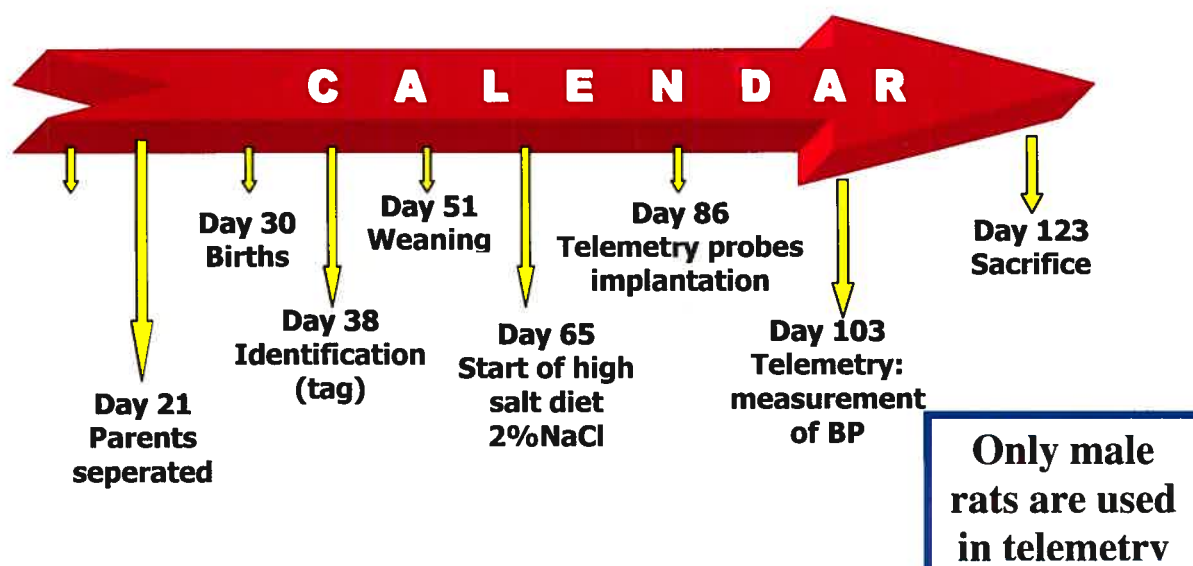 CALENDAR
Day 21
Parents
seperated
Day 30
Births
Day 38
Identification
(tag)
Day 51
Weaning
Day 65
Start of high
salt diet
2%NaCl
Day 86
Telemetry probes
implantation
Day 103
Telemetry:
measurement
of BP
Day 123
Sacrifice
Only male
rats are used
in telemetry